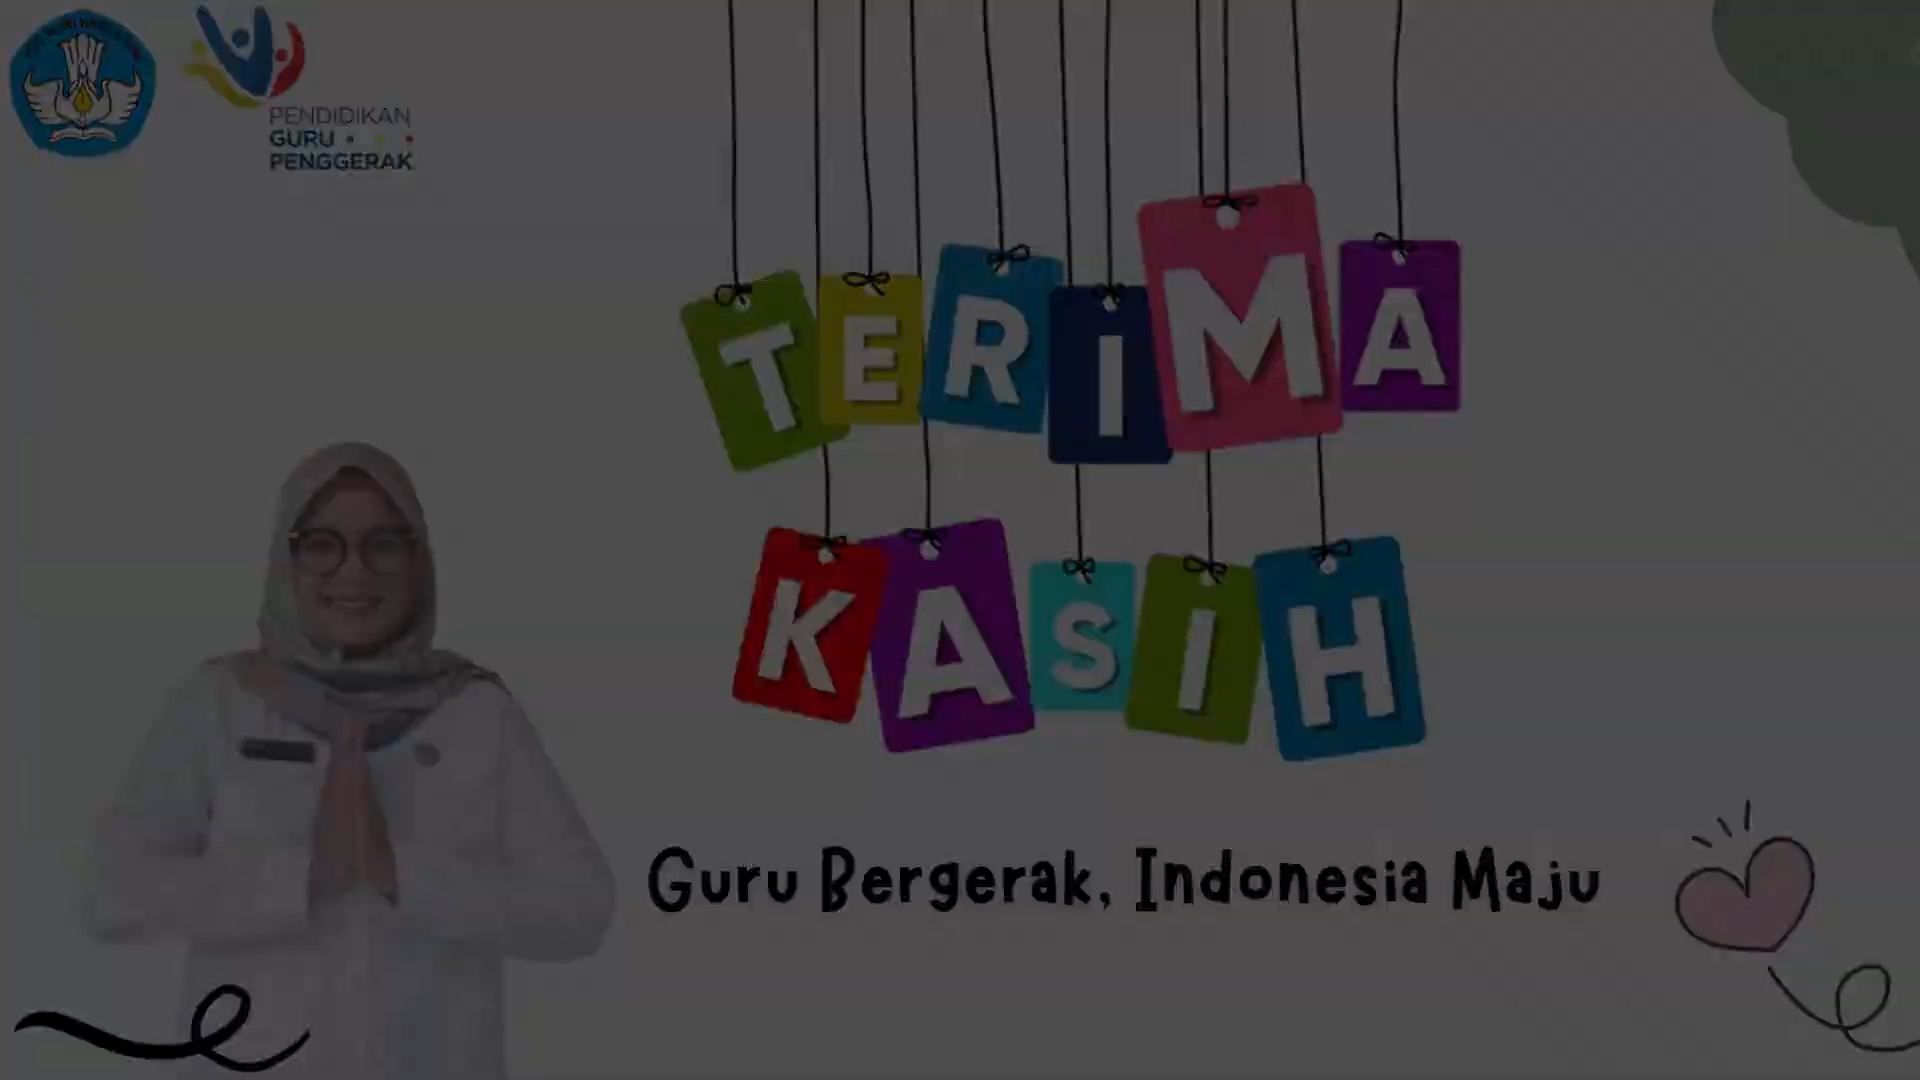 PENDIDIKAN
GURU
PENGGERAK
TERIMA
KASIH
Guru Bergerak, Indonesia Maju